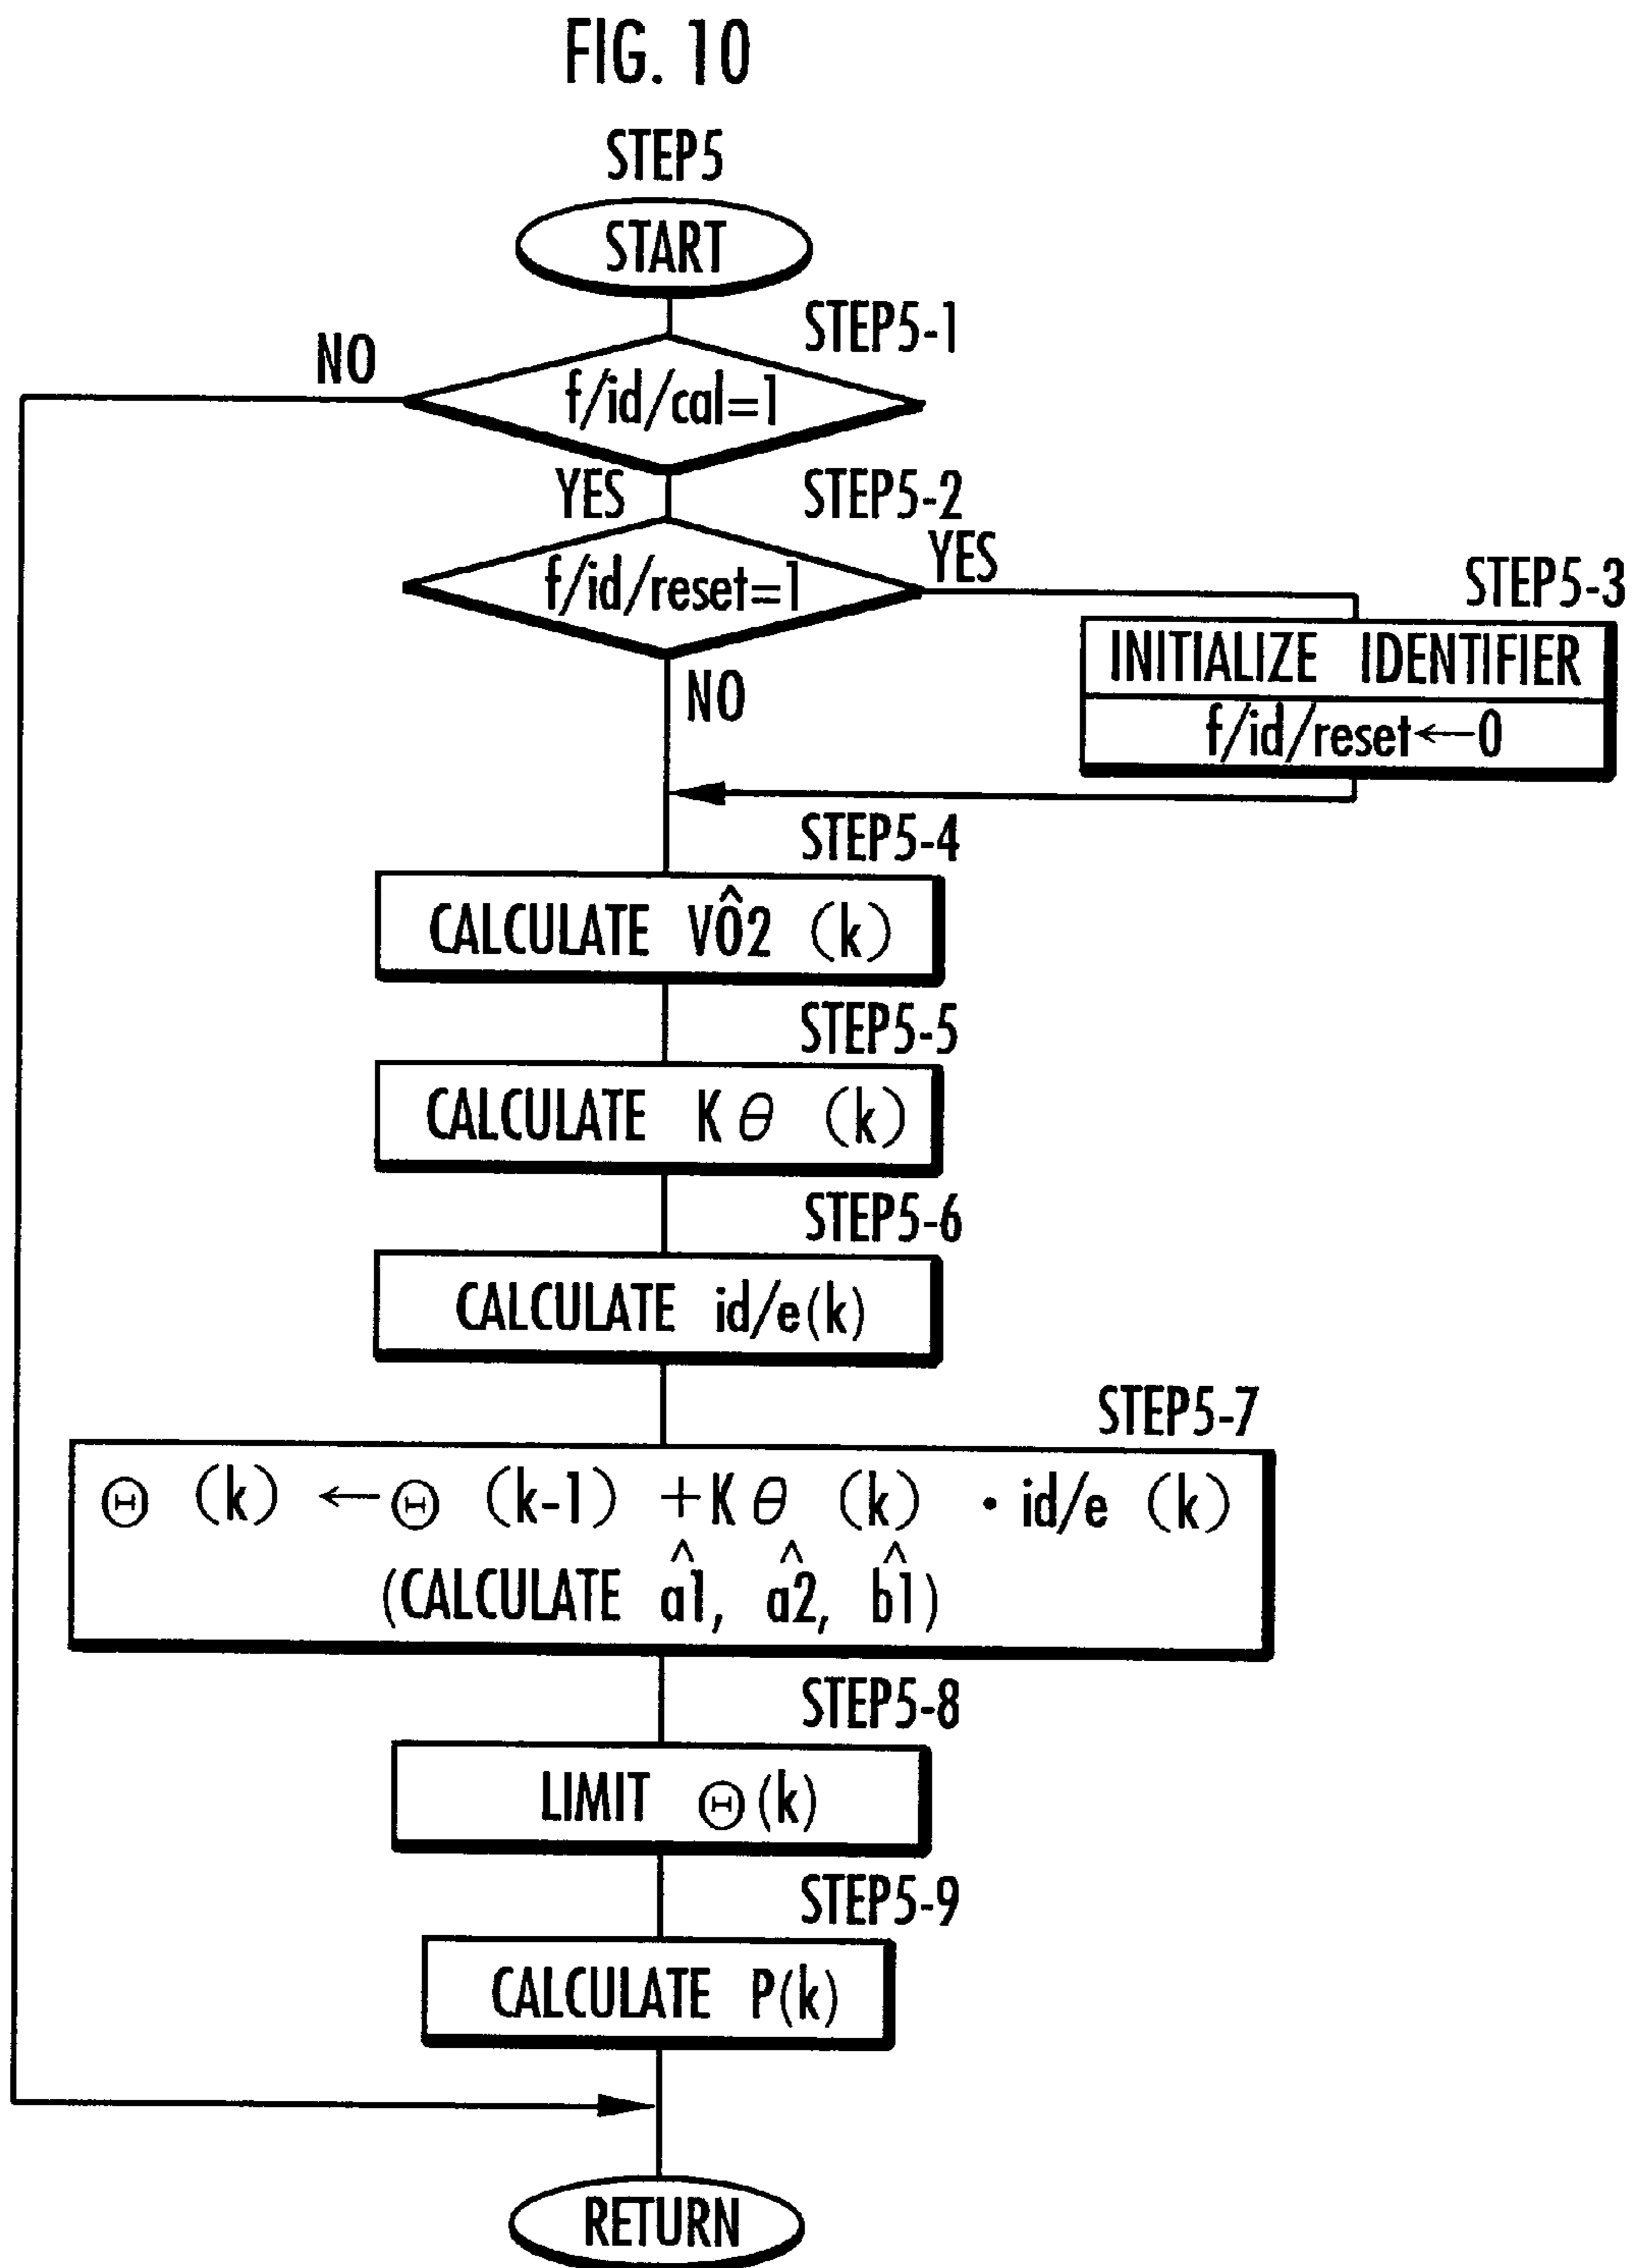 FIG. 10
STEP5
START
STEP5-1
NO
f/id/cal=1
YES
STEP5-2
YES
f/id/reset=1
STEP5-3
INITIALIZE IDENTIFIER
NO
f/id/reset←0
STEP5-4
CALCULATE VÔ2 (k)
STEP5-5
CALCULATE Kθ (k)
STEP5-6
CALCULATE id/e(k)
STEP5-7
Θ (k) ←Θ (k-1) +Kθ (k) · id/e (k)
(CALCULATE â1, â2, b̂1)
STEP5-8
LIMIT Θ(k)
STEP5-9
CALCULATE P(k)
RETURN